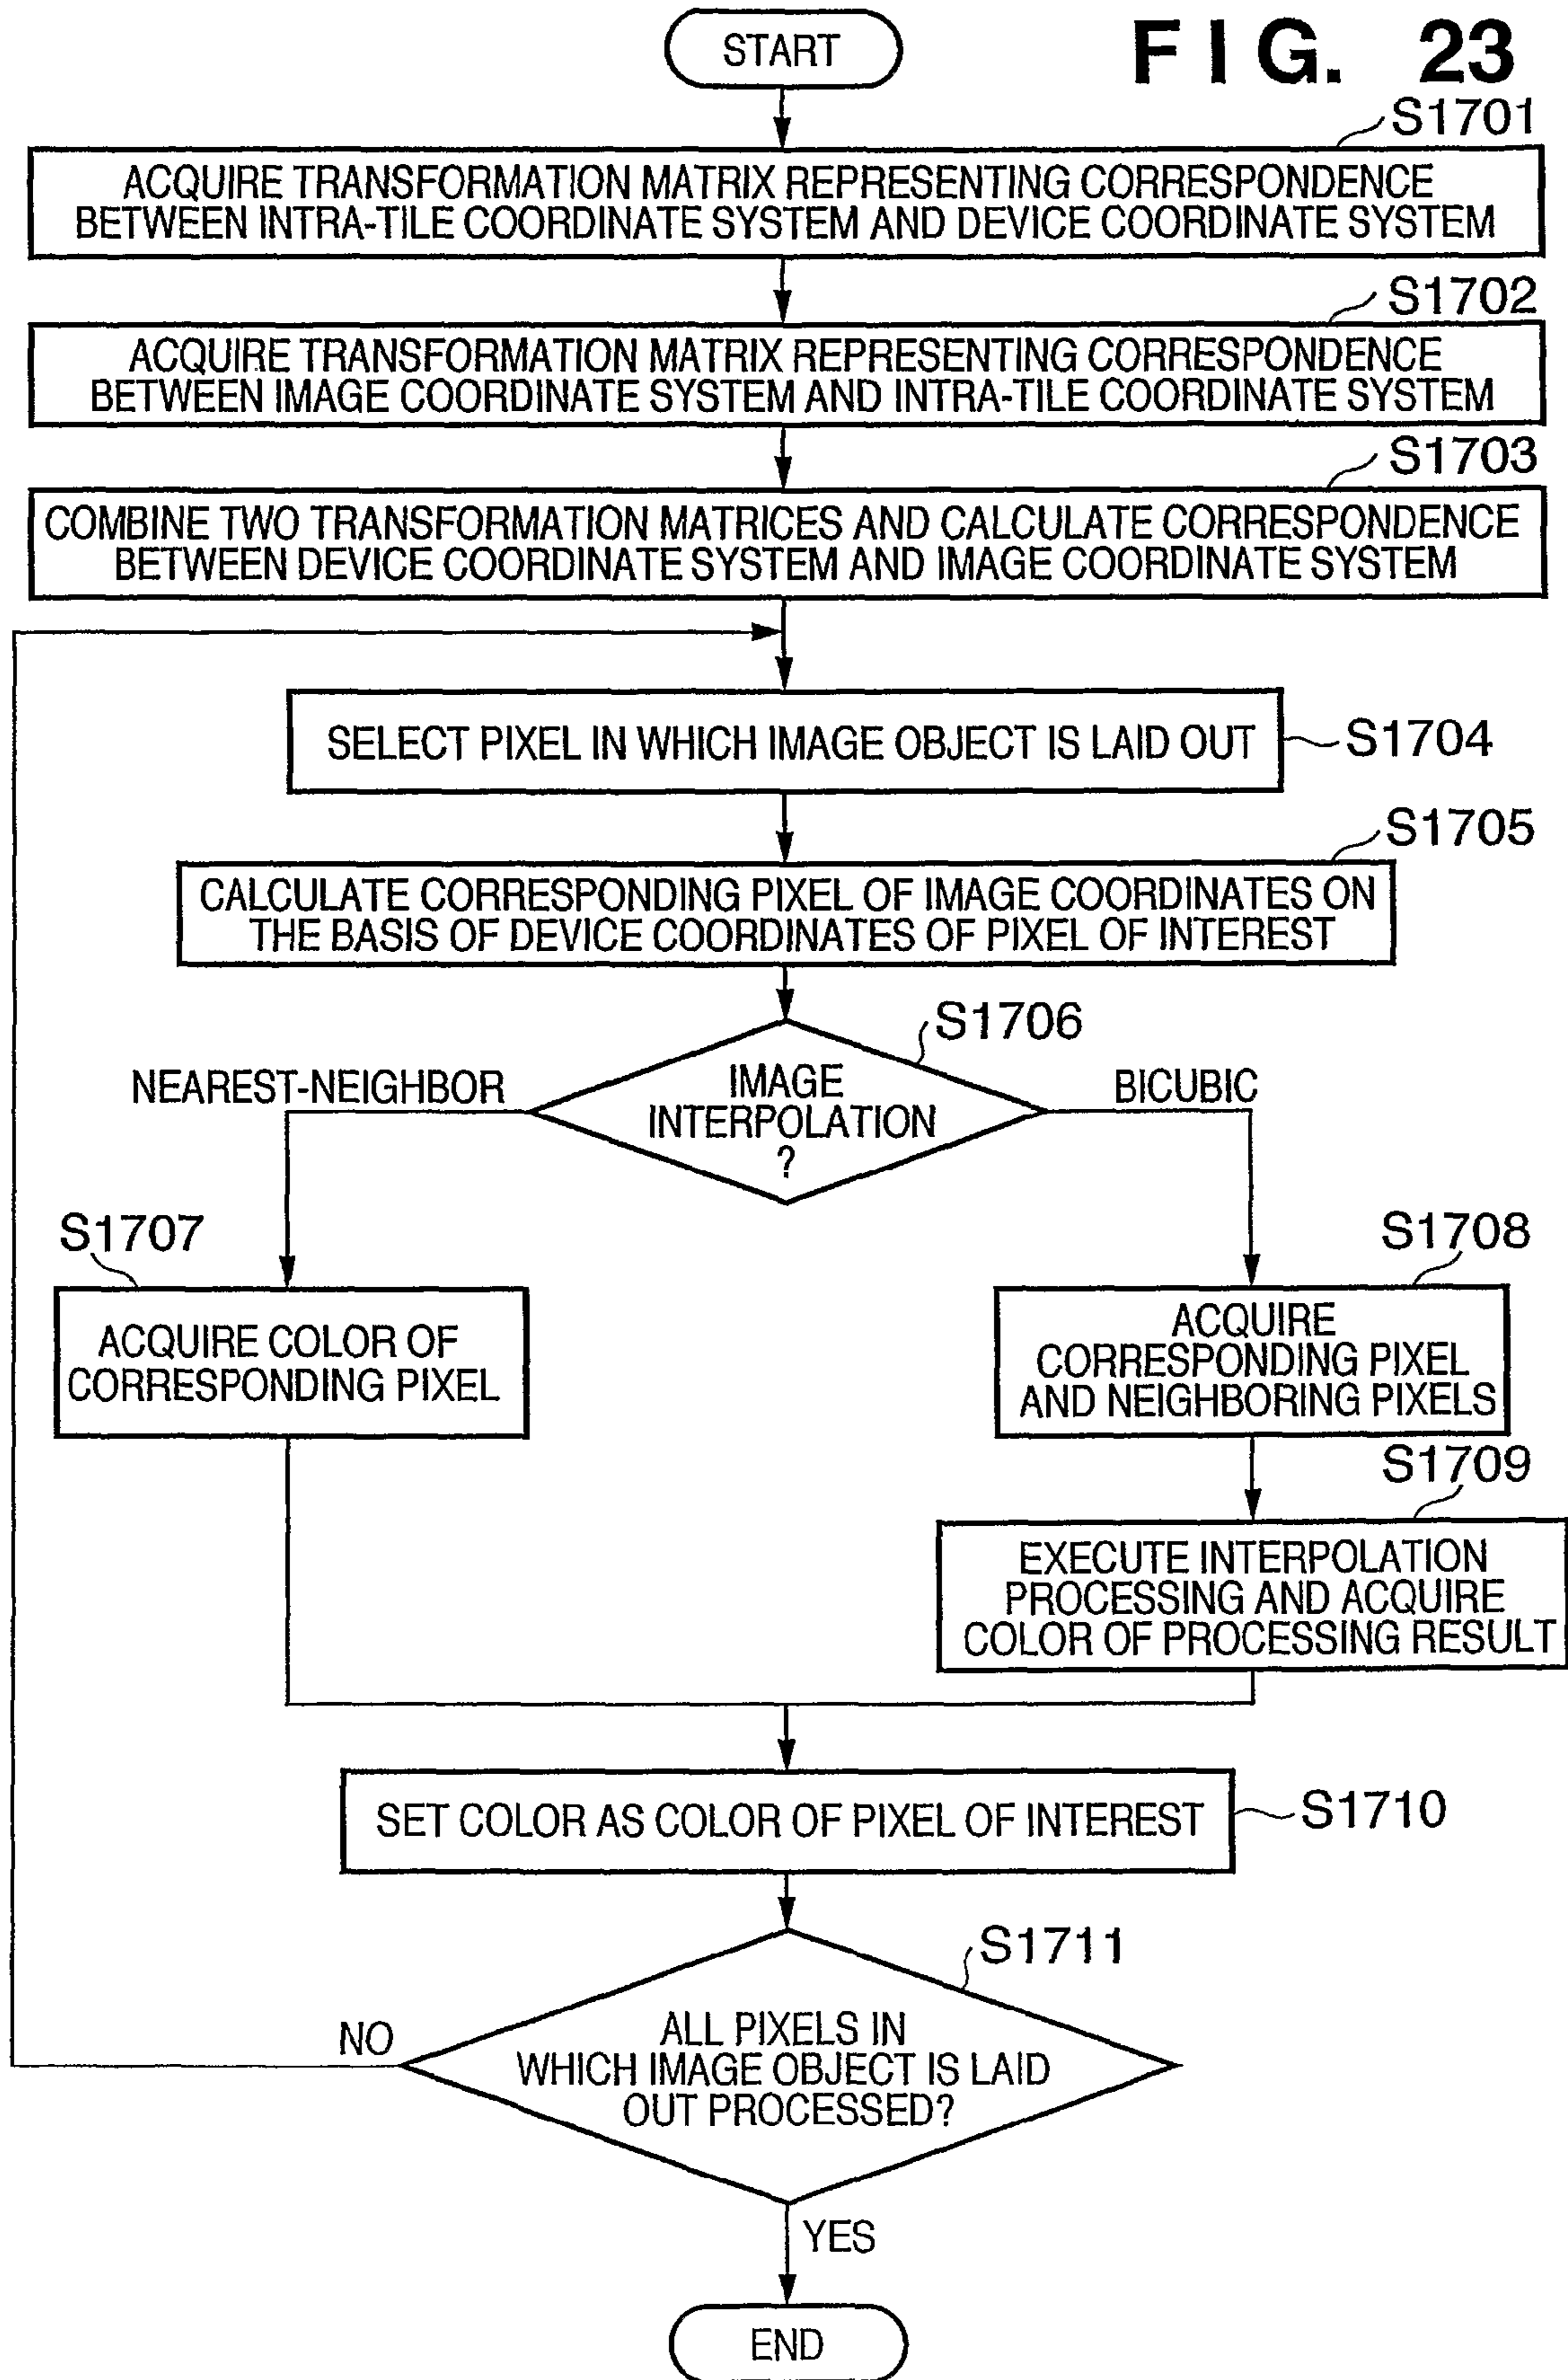 START
FIG. 23
S1701
ACQUIRE TRANSFORMATION MATRIX REPRESENTING CORRESPONDENCE
BETWEEN INTRA-TILE COORDINATE SYSTEM AND DEVICE COORDINATE SYSTEM
S1702
ACQUIRE TRANSFORMATION MATRIX REPRESENTING CORRESPONDENCE
BETWEEN IMAGE COORDINATE SYSTEM AND INTRA-TILE COORDINATE SYSTEM
S1703
COMBINE TWO TRANSFORMATION MATRICES AND CALCULATE CORRESPONDENCE
BETWEEN DEVICE COORDINATE SYSTEM AND IMAGE COORDINATE SYSTEM
SELECT PIXEL IN WHICH IMAGE OBJECT IS LAID OUT
S1704
S1705
CALCULATE CORRESPONDING PIXEL OF IMAGE COORDINATES ON
THE BASIS OF DEVICE COORDINATES OF PIXEL OF INTEREST
S1706
NEAREST-NEIGHBOR
IMAGE
INTERPOLATION
?
BICUBIC
S1707
ACQUIRE COLOR OF
CORRESPONDING PIXEL
S1708
ACQUIRE
CORRESPONDING PIXEL
AND NEIGHBORING PIXELS
S1709
EXECUTE INTERPOLATION
PROCESSING AND ACQUIRE
COLOR OF PROCESSING RESULT
SET COLOR AS COLOR OF PIXEL OF INTEREST
S1710
S1711
NO
ALL PIXELS IN
WHICH IMAGE OBJECT IS LAID
OUT PROCESSED?
YES
END